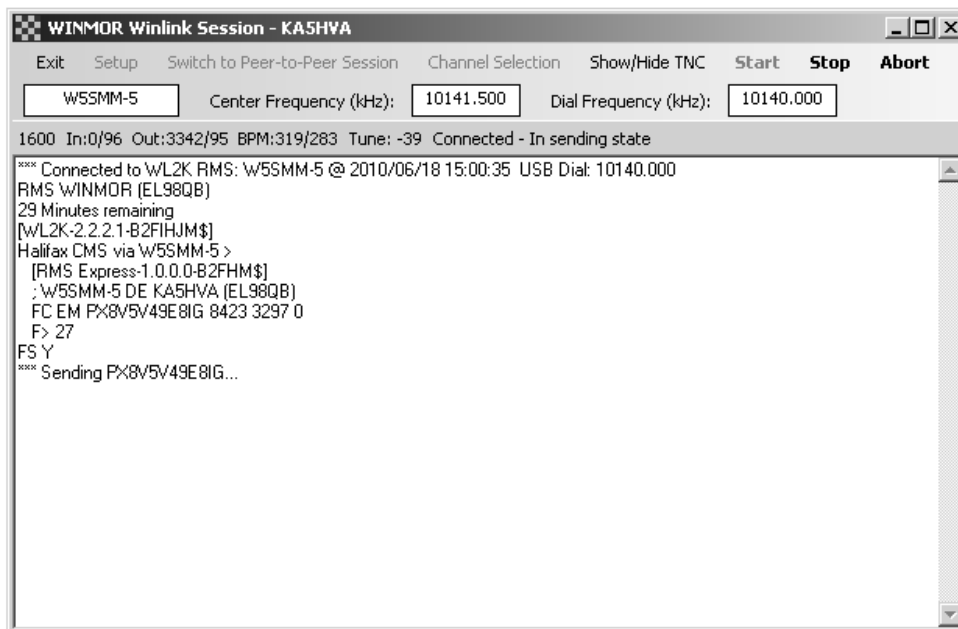 WINMOR Winlink Session - KA5HVA
Exit Setup Switch to Peer-to-Peer Session Channel Selection Show/Hide TNC Start Stop Abort
W5SMM-5 Center Frequency (kHz): 10141.500 Dial Frequency (kHz): 10140.000
1600 In:0/96 Out:3342/95 BPM:319/283 Tune: -39 Connected - In sending state
*** Connected to WL2K RMS: W5SMM-5 @ 2010/06/18 15:00:35 USB Dial: 10140.000
RMS WINMOR (EL98QB)
29 Minutes remaining
[WL2K-2.2.2.1-B2FIHJM$]
Halifax CMS via W5SMM-5 >
[RMS Express-1.0.0.0-B2FHM$]
; W5SMM-5 DE KA5HVA (EL98QB)
FC EM PX8V5V49E8IG 8423 3297 0
F> 27
FS Y
*** Sending PX8V5V49E8IG...